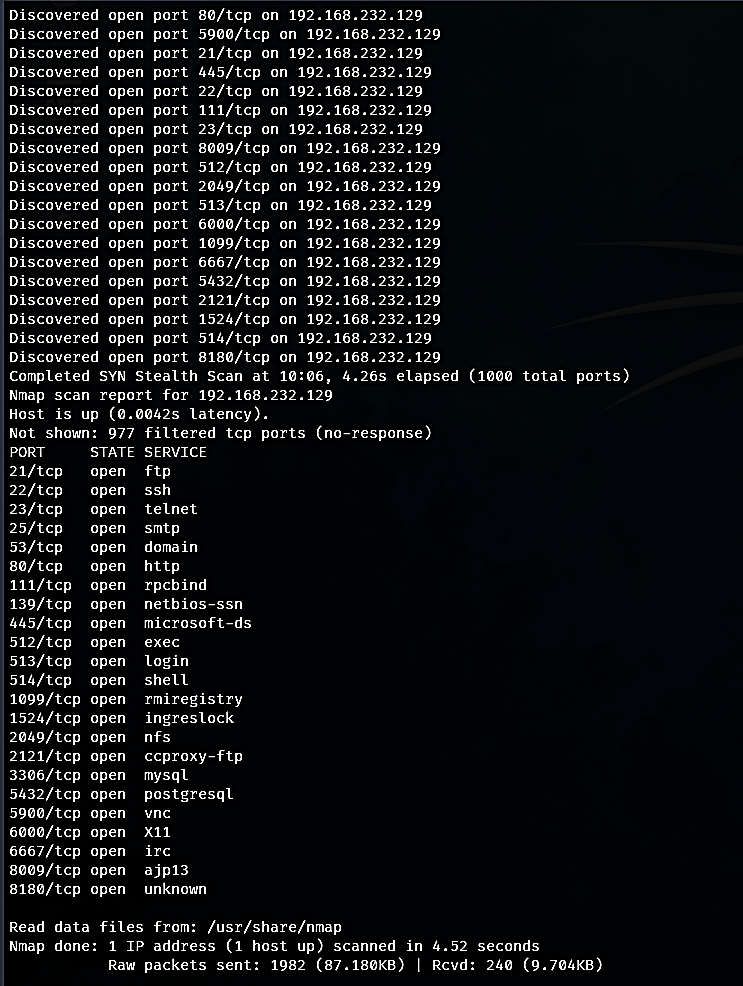 Discovered open port 80/tcp on 192.168.232.129
Discovered open port 5900/tcp on 192.168.232.129
Discovered open port 21/tcp on 192.168.232.129
Discovered open port 445/tcp on 192.168.232.129
Discovered open port 22/tcp on 192.168.232.129
Discovered open port 111/tcp on 192.168.232.129
Discovered open port 23/tcp on 192.168.232.129
Discovered open port 8009/tcp on 192.168.232.129
Discovered open port 512/tcp on 192.168.232.129
Discovered open port 2049/tcp on 192.168.232.129
Discovered open port 513/tcp on 192.168.232.129
Discovered open port 6000/tcp on 192.168.232.129
Discovered open port 1099/tcp on 192.168.232.129
Discovered open port 6667/tcp on 192.168.232.129
Discovered open port 5432/tcp on 192.168.232.129
Discovered open port 2121/tcp on 192.168.232.129
Discovered open port 1524/tcp on 192.168.232.129
Discovered open port 514/tcp on 192.168.232.129
Discovered open port 8180/tcp on 192.168.232.129
Completed SYN Stealth Scan at 10:06, 4.26s elapsed (1000 total ports)
Nmap scan report for 192.168.232.129
Host is up (0.0042s latency).
Not shown: 977 filtered tcp ports (no-response)
PORT     STATE SERVICE
21/tcp   open  ftp
22/tcp   open  ssh
23/tcp   open  telnet
25/tcp   open  smtp
53/tcp   open  domain
80/tcp   open  http
111/tcp  open  rpcbind
139/tcp  open  netbios-ssn
445/tcp  open  microsoft-ds
512/tcp  open  exec
513/tcp  open  login
514/tcp  open  shell
1099/tcp open  rmiregistry
1524/tcp open  ingreslock
2049/tcp open  nfs
2121/tcp open  ccproxy-ftp
3306/tcp open  mysql
5432/tcp open  postgresql
5900/tcp open  vnc
6000/tcp open  X11
6667/tcp open  irc
8009/tcp open  ajp13
8180/tcp open  unknown
Read data files from: /usr/share/nmap
Nmap done: 1 IP address (1 host up) scanned in 4.52 seconds
Raw packets sent: 1982 (87.180KB) | Rcvd: 240 (9.704KB)